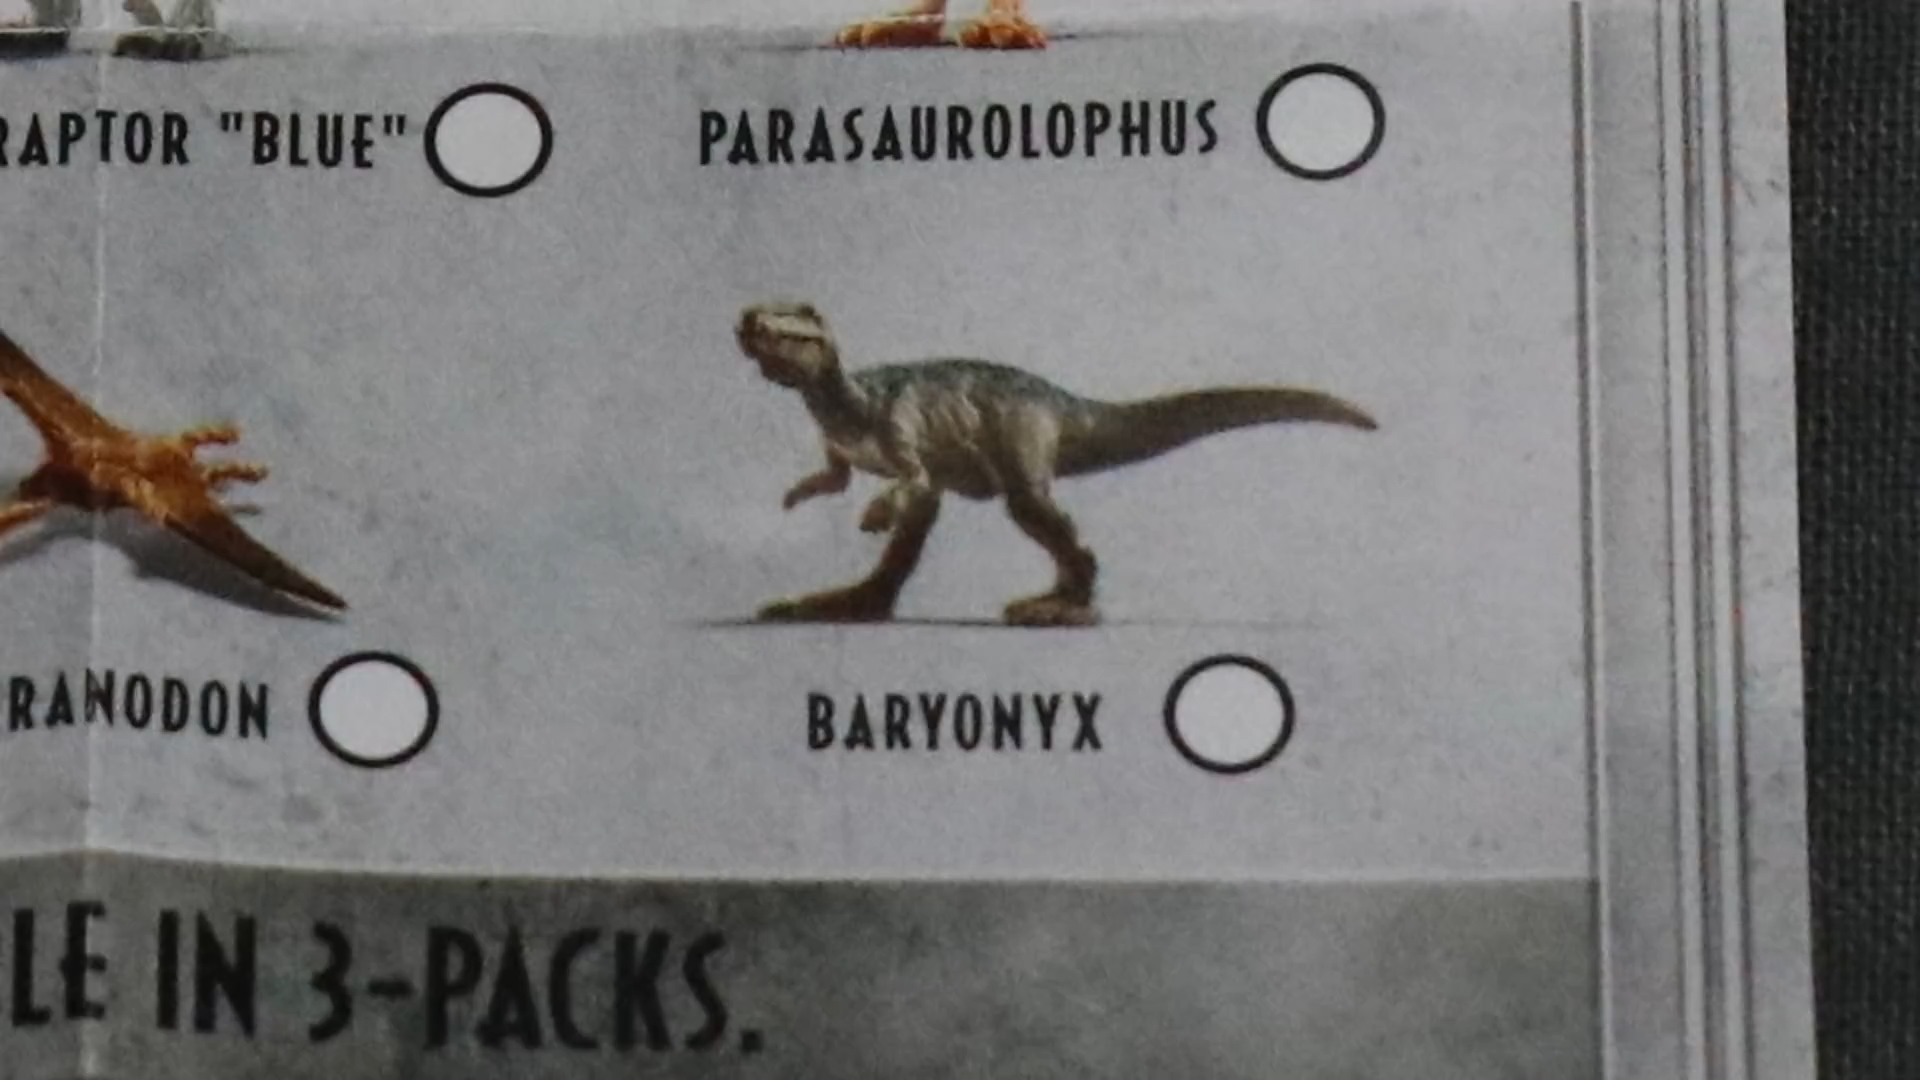 RAPTOR "BLUE"
PARASAUROLOPHUS
RANODON
BARYONYX
LE IN 3-PACKS.